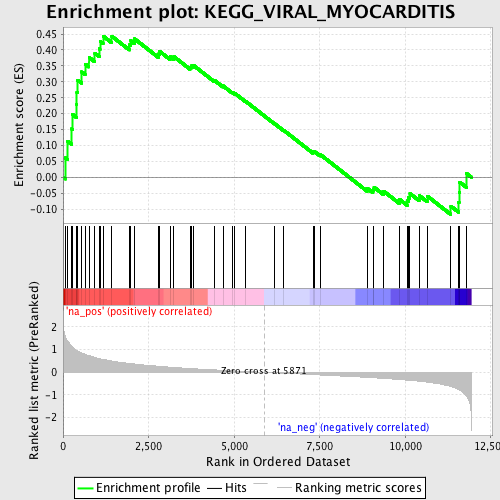 Enrichment plot: KEGG_VIRAL_MYOCARDITIS
Enrichment score (ES)
0.45
0.40
0.35
0.30
0.25
0.20
0.15
0.10
0.05
0.00
-0.05
-0.10
'na_pos' (positively correlated)
Ranked list metric (PreRanked)
2
1
0
-1
-2
Zero cross at 5871
'na_neg' (negatively correlated)
0
2,500
5,000
7,500
10,000
12,500
Rank in Ordered Dataset
Enrichment profile
Hits
Ranking metric scores